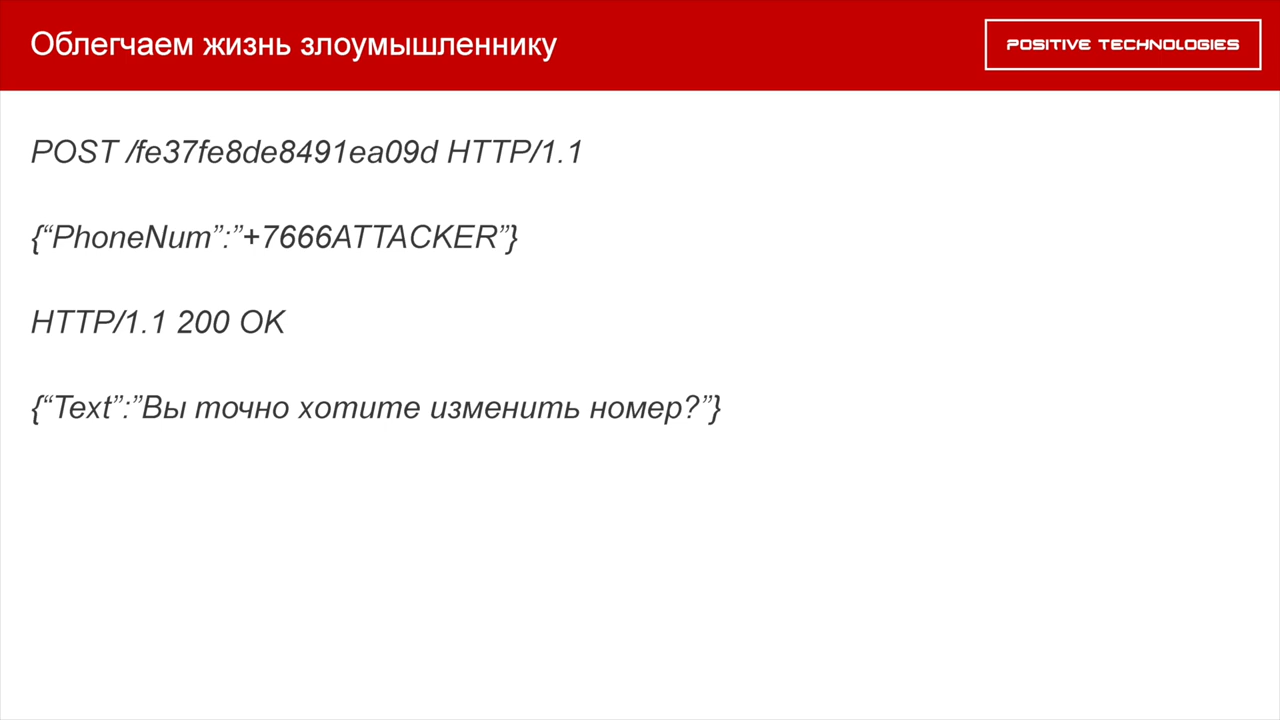 Облегчаем жизнь злоумышленнику
POSITIVE TECHNOLOGIES
POST /fe37fe8de8491ea09d HTTP/1.1
{“PhoneNum”:”+7666ATTACKER”}
HTTP/1.1 200 OK
{“Text”:”Вы точно хотите изменить номер?”}